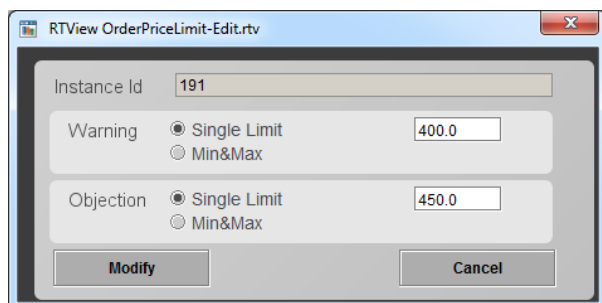 RTView OrderPriceLimit-Edit.rtv
Instance Id 191
Warning Single Limit 400.0
Min&Max
Objection Single Limit 450.0
Min&Max
Modify Cancel